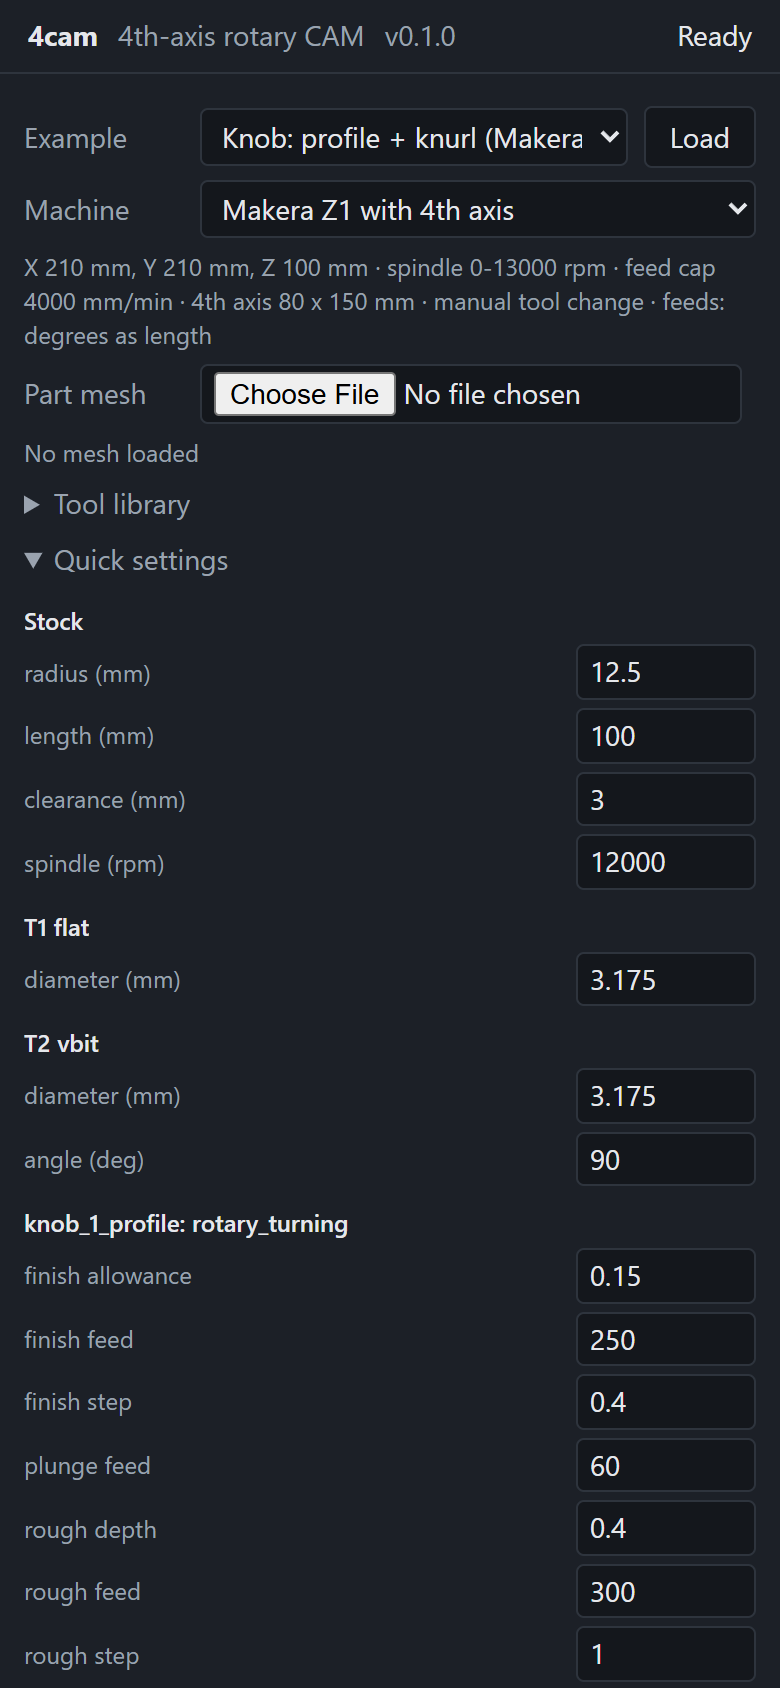 4cam 4th-axis rotary CAM v0.1.0 Ready
Example Knob: profile + knurl (Makera Load
Machine Makera Z1 with 4th axis
X 210 mm, Y 210 mm, Z 100 mm · spindle 0-13000 rpm · feed cap
4000 mm/min · 4th axis 80 x 150 mm · manual tool change · feeds:
degrees as length
Part mesh Choose File No file chosen
No mesh loaded
Tool library
Quick settings
Stock
radius (mm) 12.5
length (mm) 100
clearance (mm) 3
spindle (rpm) 12000
T1 flat
diameter (mm) 3.175
T2 vbit
diameter (mm) 3.175
angle (deg) 90
knob_1_profile: rotary_turning
finish allowance 0.15
finish feed 250
finish step 0.4
plunge feed 60
rough depth 0.4
rough feed 300
rough step 1